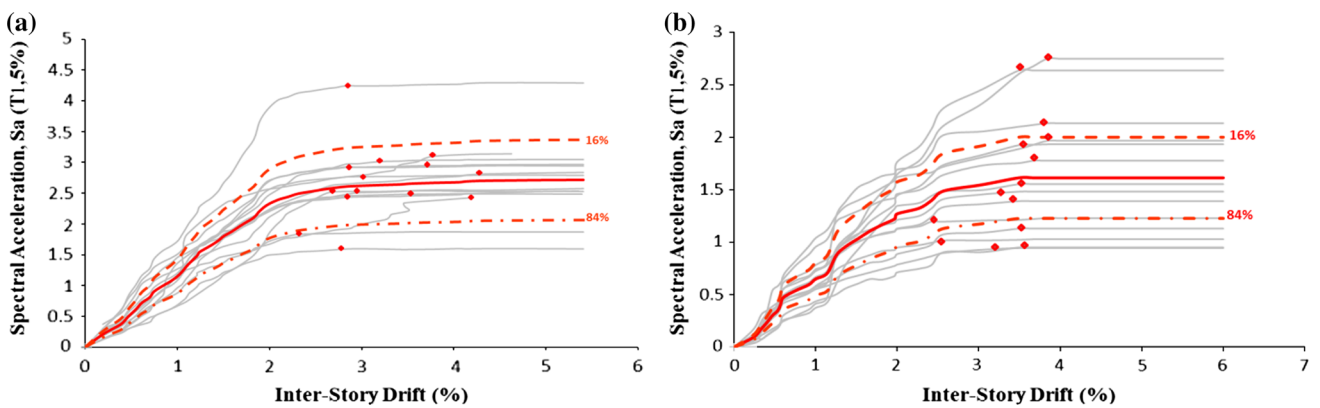 (a)
Spectral Acceleration, Sa (T1,5%)
5
4.5
4
3.5
3
2.5
2
1.5
1
0.5
0
16%
84%
0 1 2 3 4 5 6
Inter-Story Drift (%)
(b)
Spectral Acceleration, Sa (T1,5%)
3
2.5
2
1.5
1
0.5
0
16%
84%
0 1 2 3 4 5 6 7
Inter-Story Drift (%)